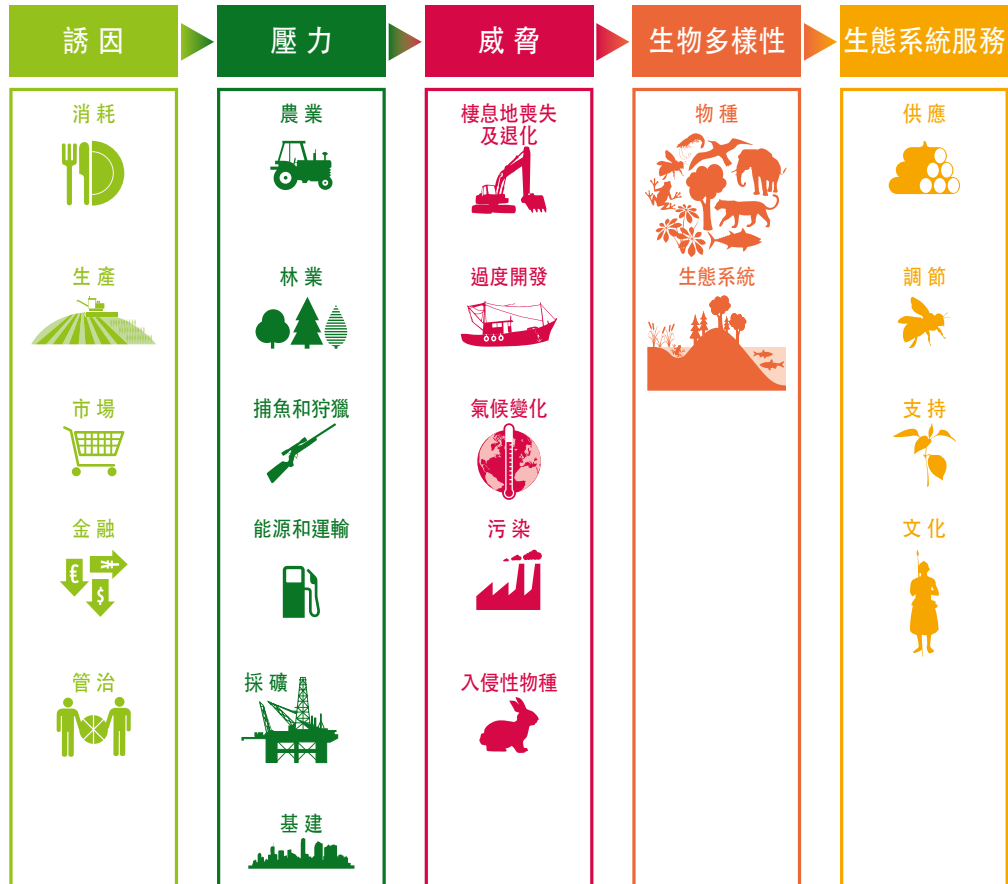 誘因
壓力
威脅
生物多樣性
生態系統服務
消耗
生產
市場
金融
€
¥
$
管治
農業
林業
捕魚和狩獵
能源和運輸
採礦
基建
棲息地喪失
及退化
過度開發
氣候變化
污染
入侵性物種
物種
生態系統
供應
調節
支持
文化